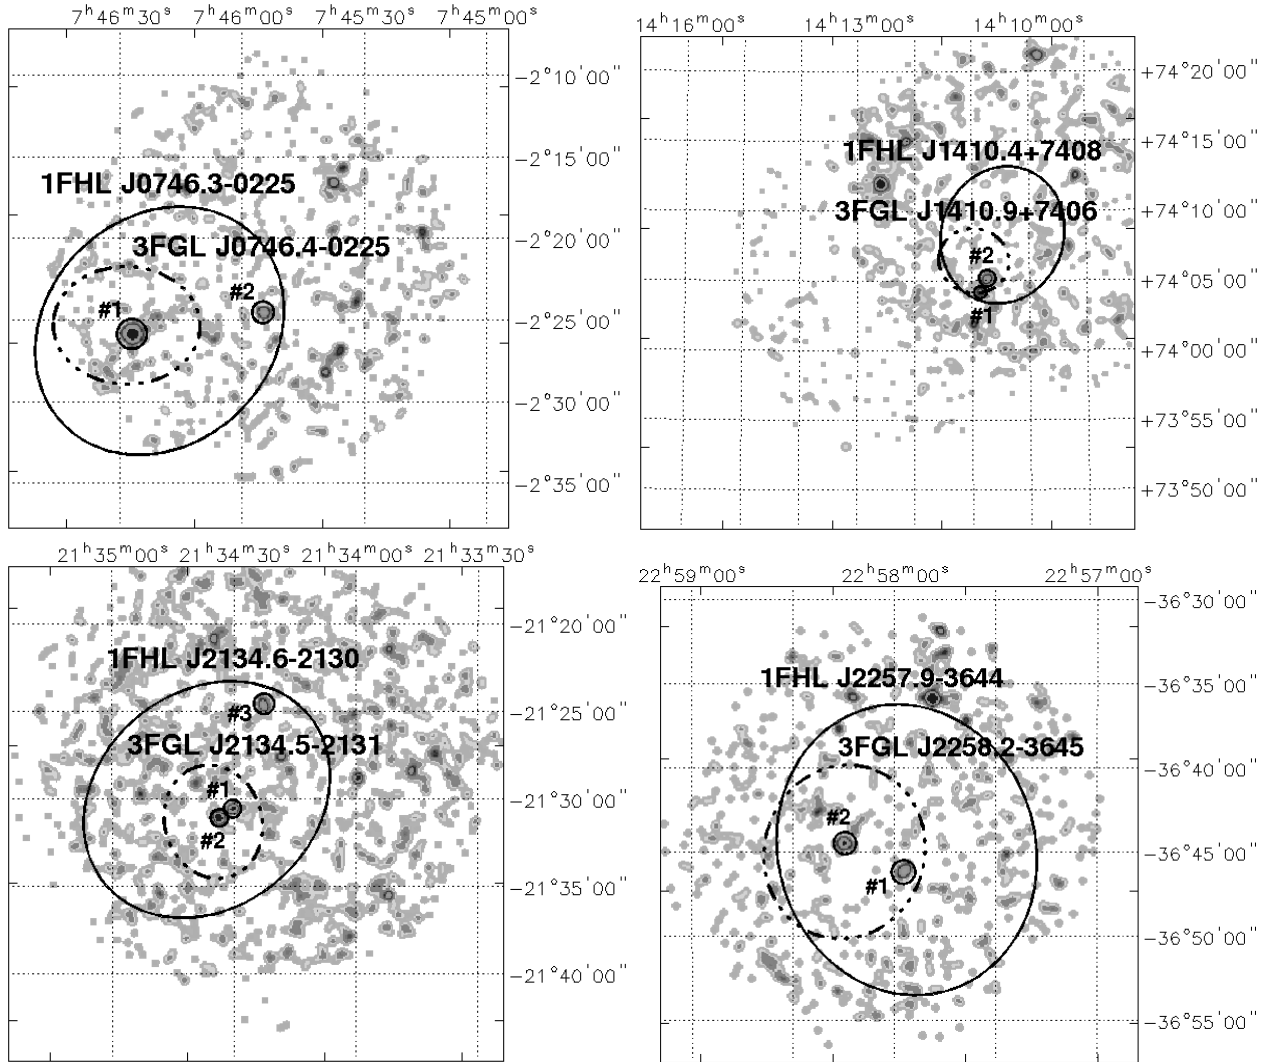 7ʰ46ᵐ30ˢ 7ʰ46ᵐ00ˢ 7ʰ45ᵐ30ˢ 7ʰ45ᵐ00ˢ
−2°10'00"
−2°15'00"
1FHL J0746.3-0225
−2°20'00"
3FGL J0746.4-0225
#2
#1
−2°25'00"
−2°30'00"
−2°35'00"
14ʰ16ᵐ00ˢ 14ʰ13ᵐ00ˢ 14ʰ10ᵐ00ˢ
+74°20'00"
+74°15'00"
1FHL J1410.4+7408
+74°10'00"
3FGL J1410.9+7406
#2
+74°05'00"
#1
+74°00'00"
+73°55'00"
+73°50'00"
21ʰ35ᵐ00ˢ 21ʰ34ᵐ30ˢ 21ʰ34ᵐ00ˢ 21ʰ33ᵐ30ˢ
−21°20'00"
1FHL J2134.6-2130
#3
−21°25'00"
3FGL J2134.5-2131
#1
−21°30'00"
#2
−21°35'00"
−21°40'00"
22ʰ59ᵐ00ˢ 22ʰ58ᵐ00ˢ 22ʰ57ᵐ00ˢ
−36°30'00"
1FHL J2257.9-3644
−36°35'00"
3FGL J2258.2-3645
−36°40'00"
#2
−36°45'00"
#1
−36°50'00"
−36°55'00"